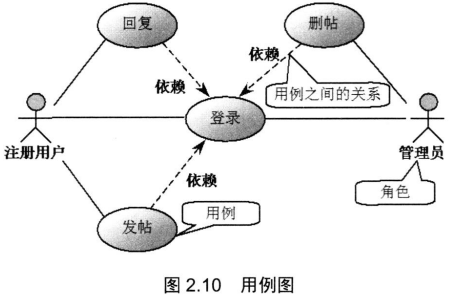 回复
删帖
依赖
依赖
用例之间的关系
登录
注册用户
管理员
依赖
角色
发帖
用例
图 2.10 用例图